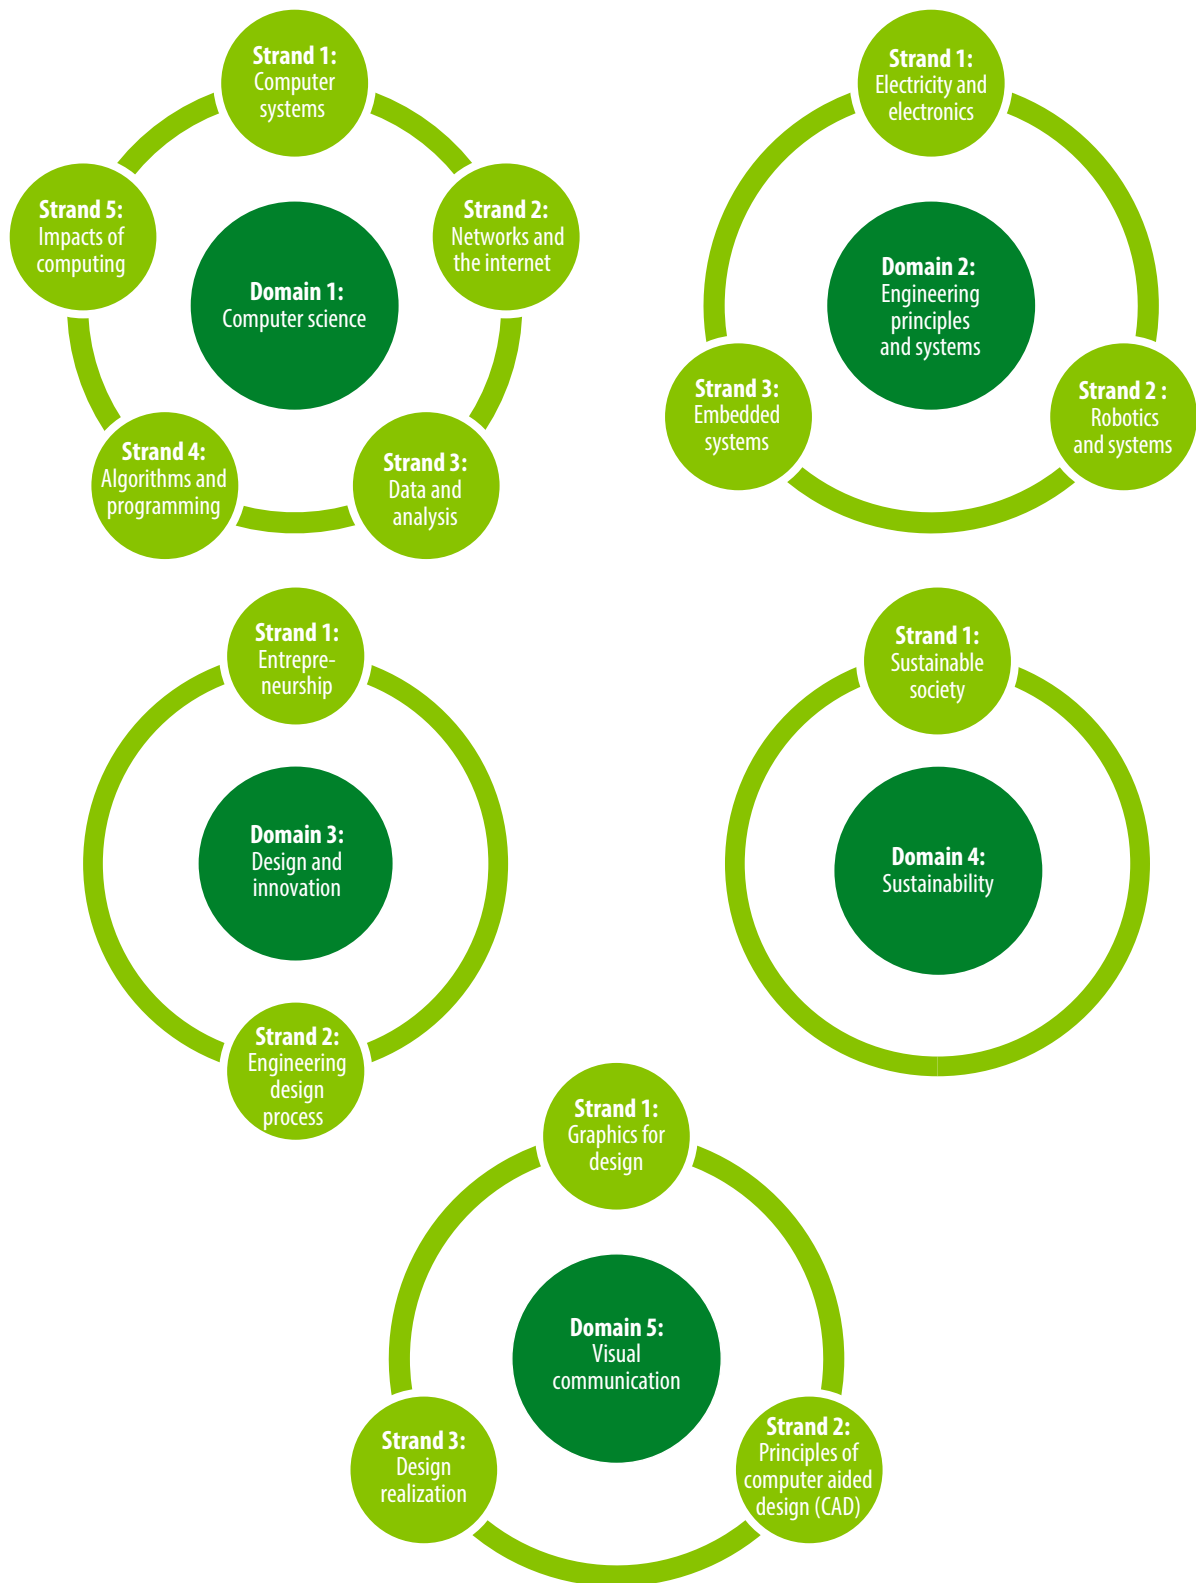 Strand 1:
Computer
systems
Strand 2:
Networks and
the internet
Strand 3:
Data and
analysis
Strand 4:
Algorithms and
programming
Strand 5:
Impacts of
computing
Domain 1:
Computer science
Strand 1:
Electricity and
electronics
Strand 2 :
Robotics
and systems
Strand 3:
Embedded
systems
Domain 2:
Engineering
principles
and systems
Strand 1:
Entrepre-
neurship
Domain 3:
Design and
innovation
Strand 2:
Engineering
design
process
Strand 1:
Sustainable
society
Domain 4:
Sustainability
Strand 1:
Graphics for
design
Domain 5:
Visual
communication
Strand 2:
Principles of
computer aided
design (CAD)
Strand 3:
Design
realization